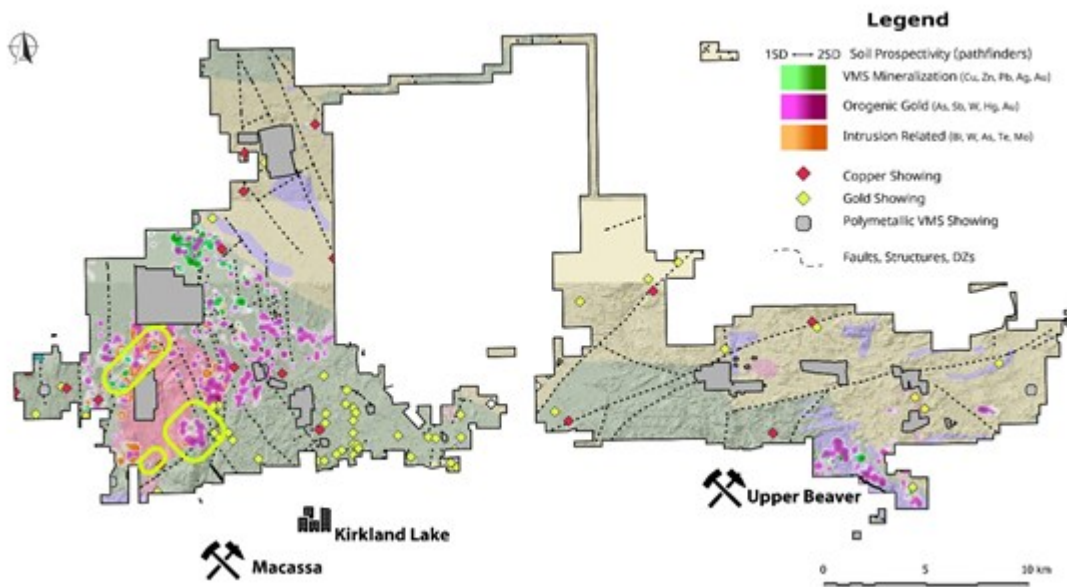 Legend
1SD ⟷ 2SD Soil Prospectivity (pathfinders)
VMS Mineralization (Cu, Zn, Pb, Ag, Au)
Orogenic Gold (As, Sb, W, Hg, Au)
Intrusion Related (Bi, W, As, Te, Mo)
Copper Showing
Gold Showing
Polymetallic VMS Showing
Faults, Structures, DZs
Upper Beaver
Kirkland Lake
Macassa
0 5 10 km